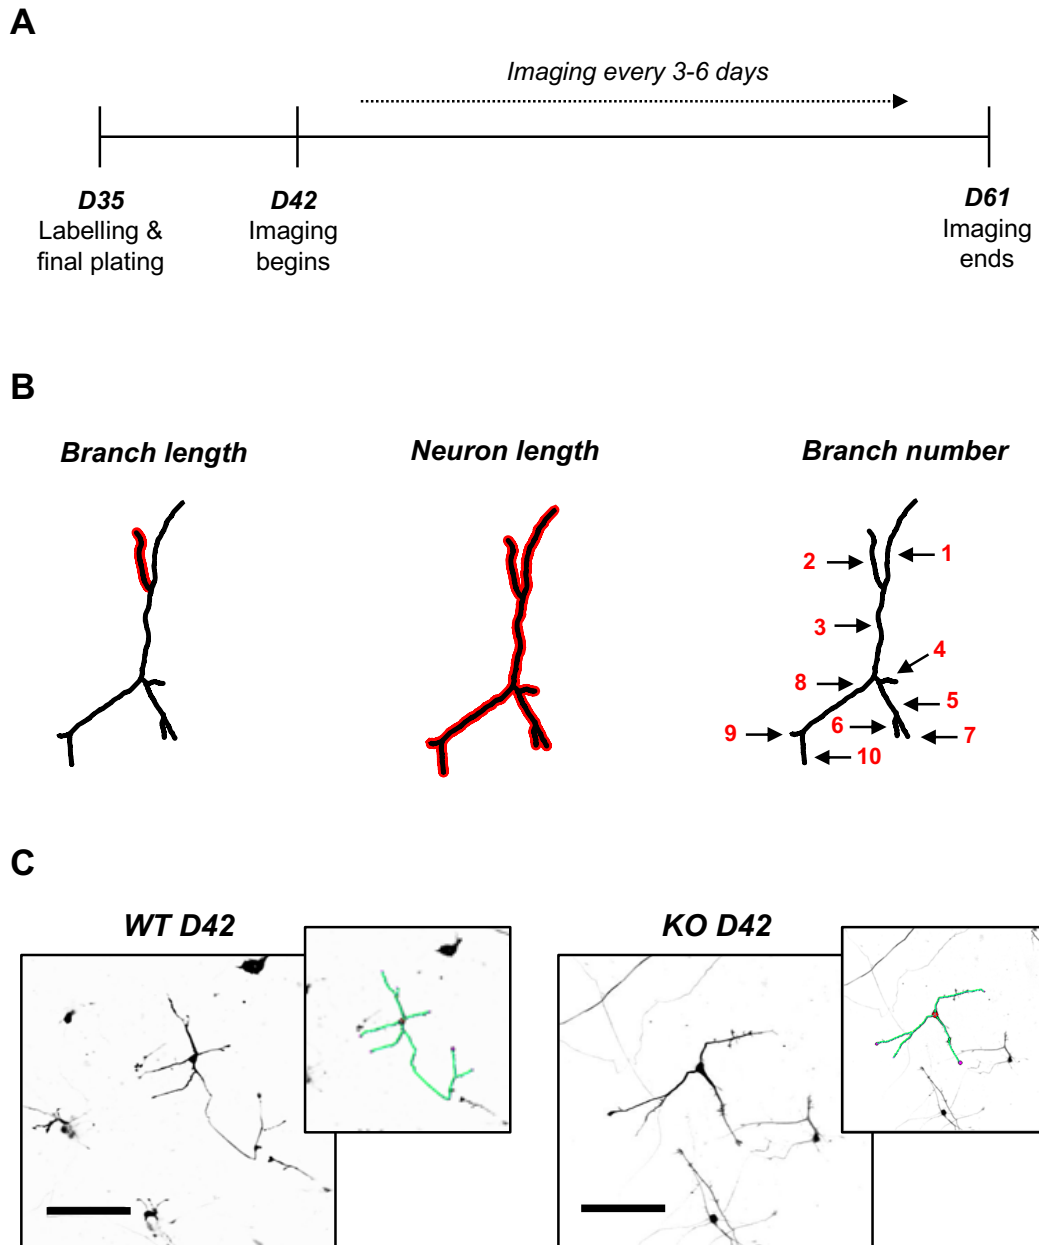 A
Imaging every 3-6 days
D35
Labelling &
final plating
D42
Imaging
begins
D61
Imaging
ends
B
Branch length
Neuron length
Branch number
1
2
3
4
8
5
6
9
7
10
C
WT D42
KO D42